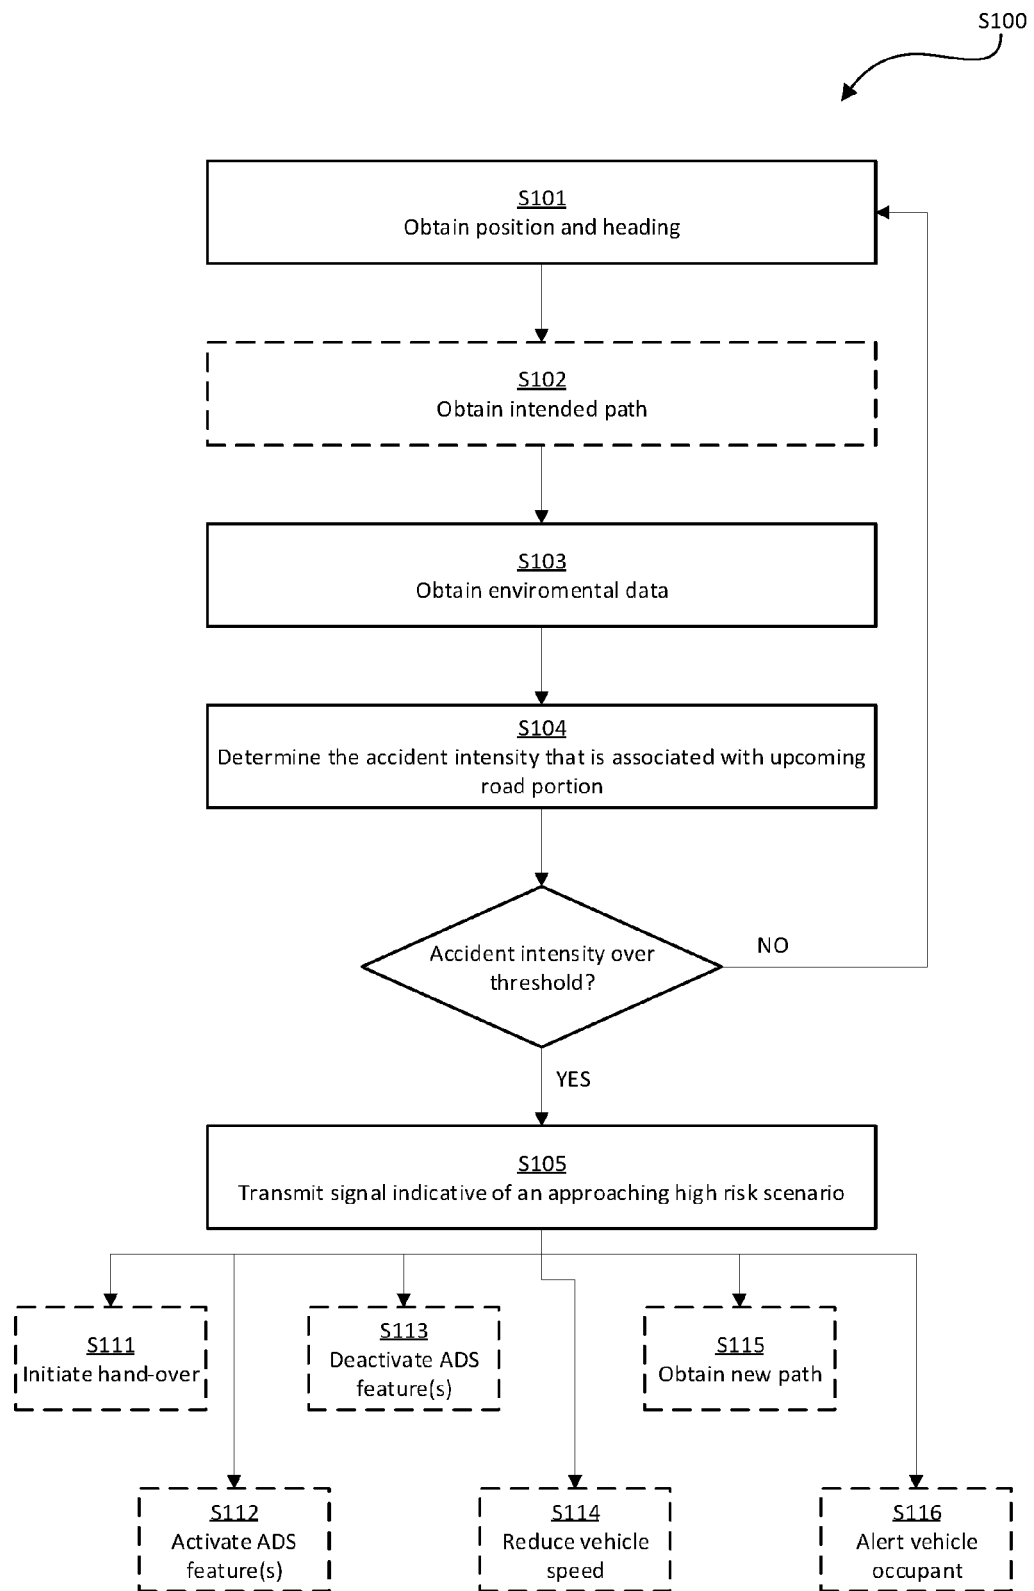 S100
S101
Obtain position and heading
S102
Obtain intended path
S103
Obtain enviromental data
S104
Determine the accident intensity that is associated with upcoming
road portion
Accident intensity over
threshold?
NO
YES
S105
Transmit signal indicative of an approaching high risk scenario
S111
Initiate hand-over
S113
Deactivate ADS
feature(s)
S115
Obtain new path
S112
Activate ADS
feature(s)
S114
Reduce vehicle
speed
S116
Alert vehicle
occupant